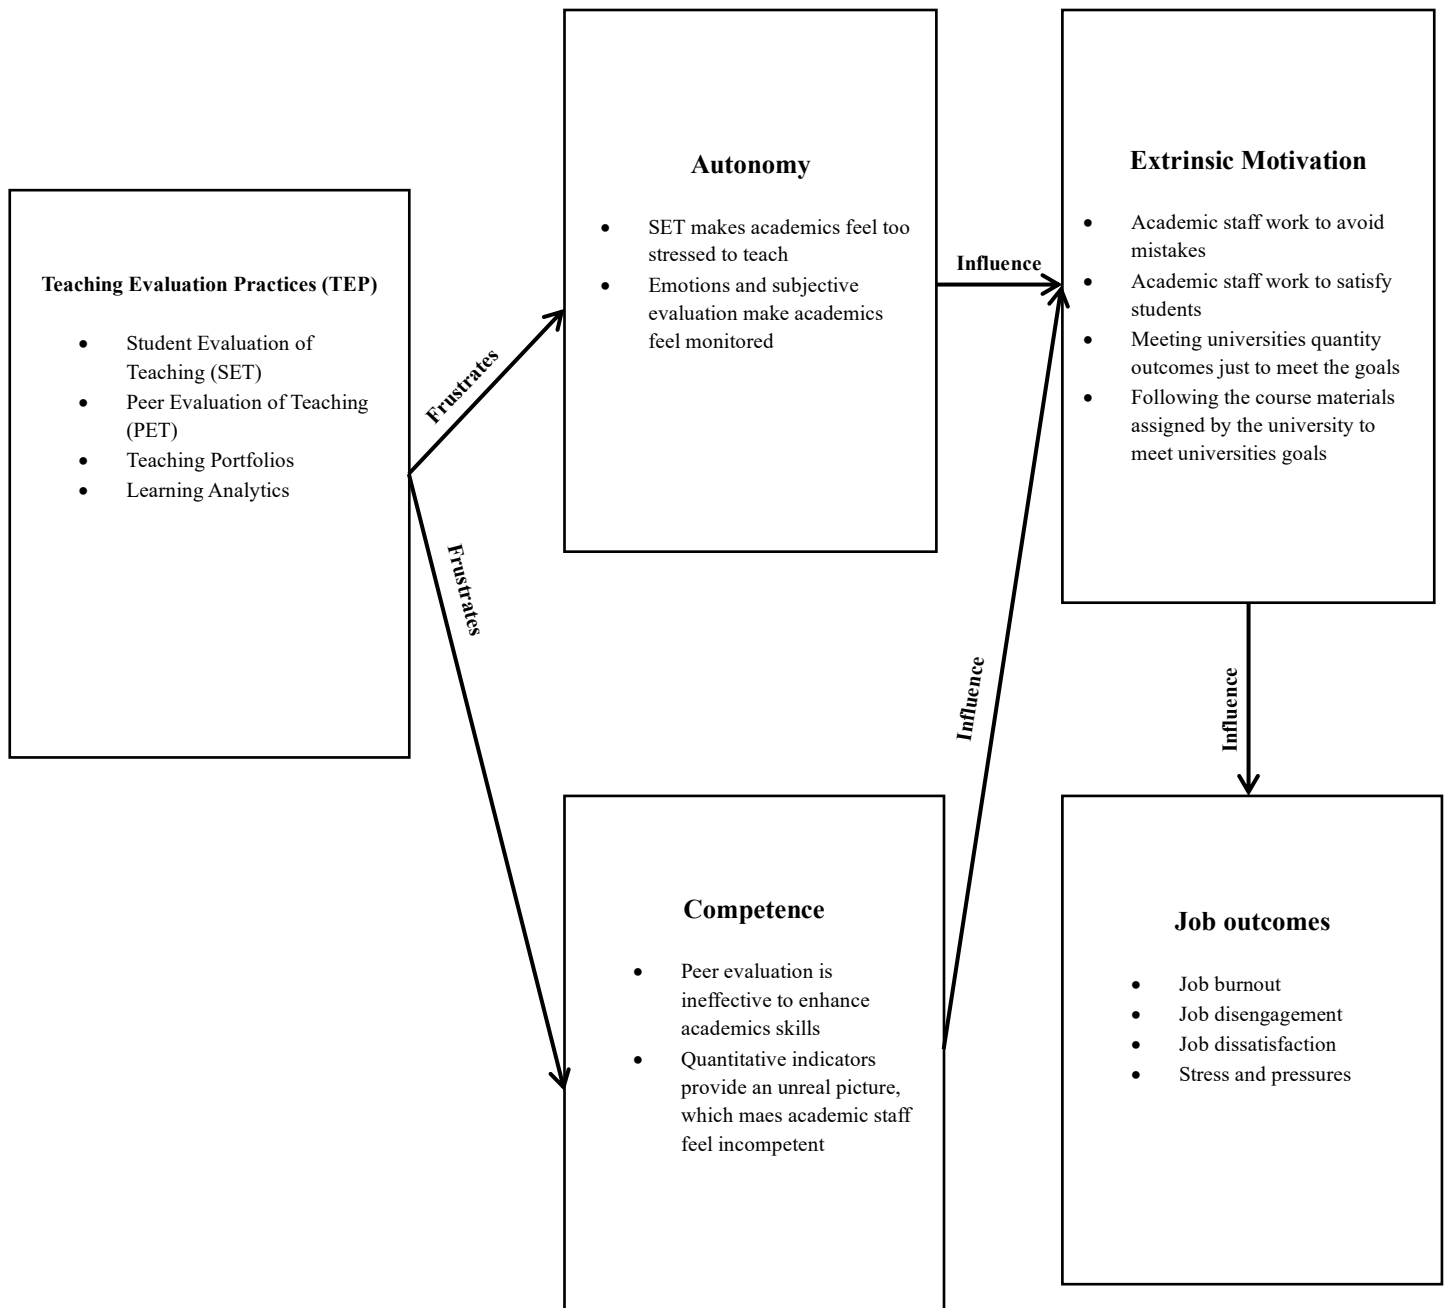 Teaching Evaluation Practices (TEP)
• Student Evaluation of
Teaching (SET)
• Peer Evaluation of Teaching
(PET)
• Teaching Portfolios
• Learning Analytics
Frustrates
Frustrates
Autonomy
• SET makes academics feel too
stressed to teach
• Emotions and subjective
evaluation make academics
feel monitored
Influence
Competence
• Peer evaluation is
ineffective to enhance
academics skills
• Quantitative indicators
provide an unreal picture,
which maes academic staff
feel incompetent
Influence
Extrinsic Motivation
• Academic staff work to avoid
mistakes
• Academic staff work to satisfy
students
• Meeting universities quantity
outcomes just to meet the goals
• Following the course materials
assigned by the university to
meet universities goals
Influence
Job outcomes
• Job burnout
• Job disengagement
• Job dissatisfaction
• Stress and pressures